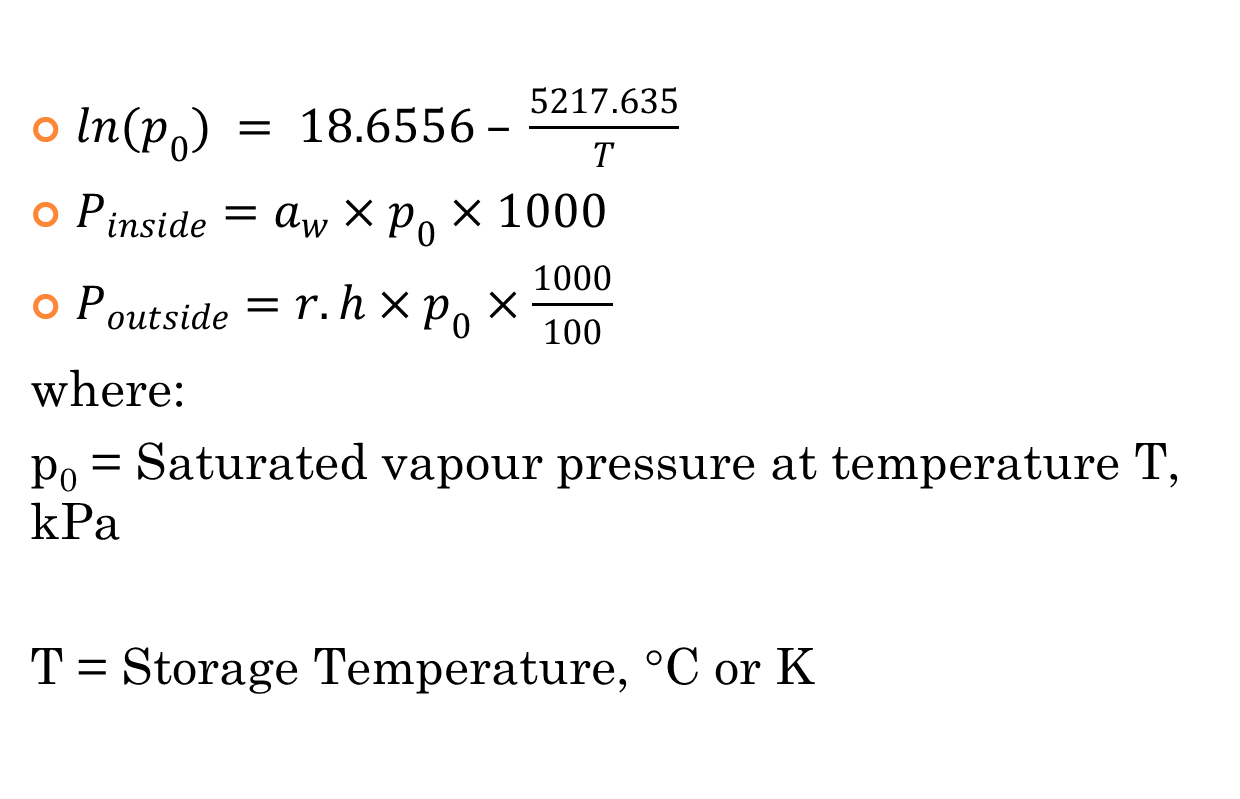 ln(p₀) = 18.6556 – 5217.635/T
P_inside = a_w × p₀ × 1000
P_outside = r.h × p₀ × 1000/100
where:
p₀ = Saturated vapour pressure at temperature T,
kPa
T = Storage Temperature, °C or K